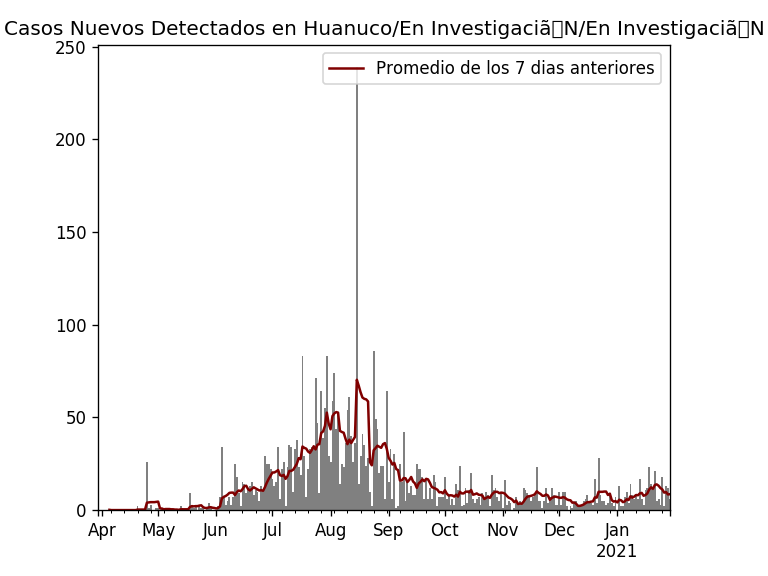 Casos Nuevos Detectados en Huanuco/En Investigaciã▯N/En Investigaciã▯N
Promedio de los 7 dias anteriores
250
200
150
100
50
0
Apr May Jun Jul Aug Sep Oct Nov Dec Jan
2021